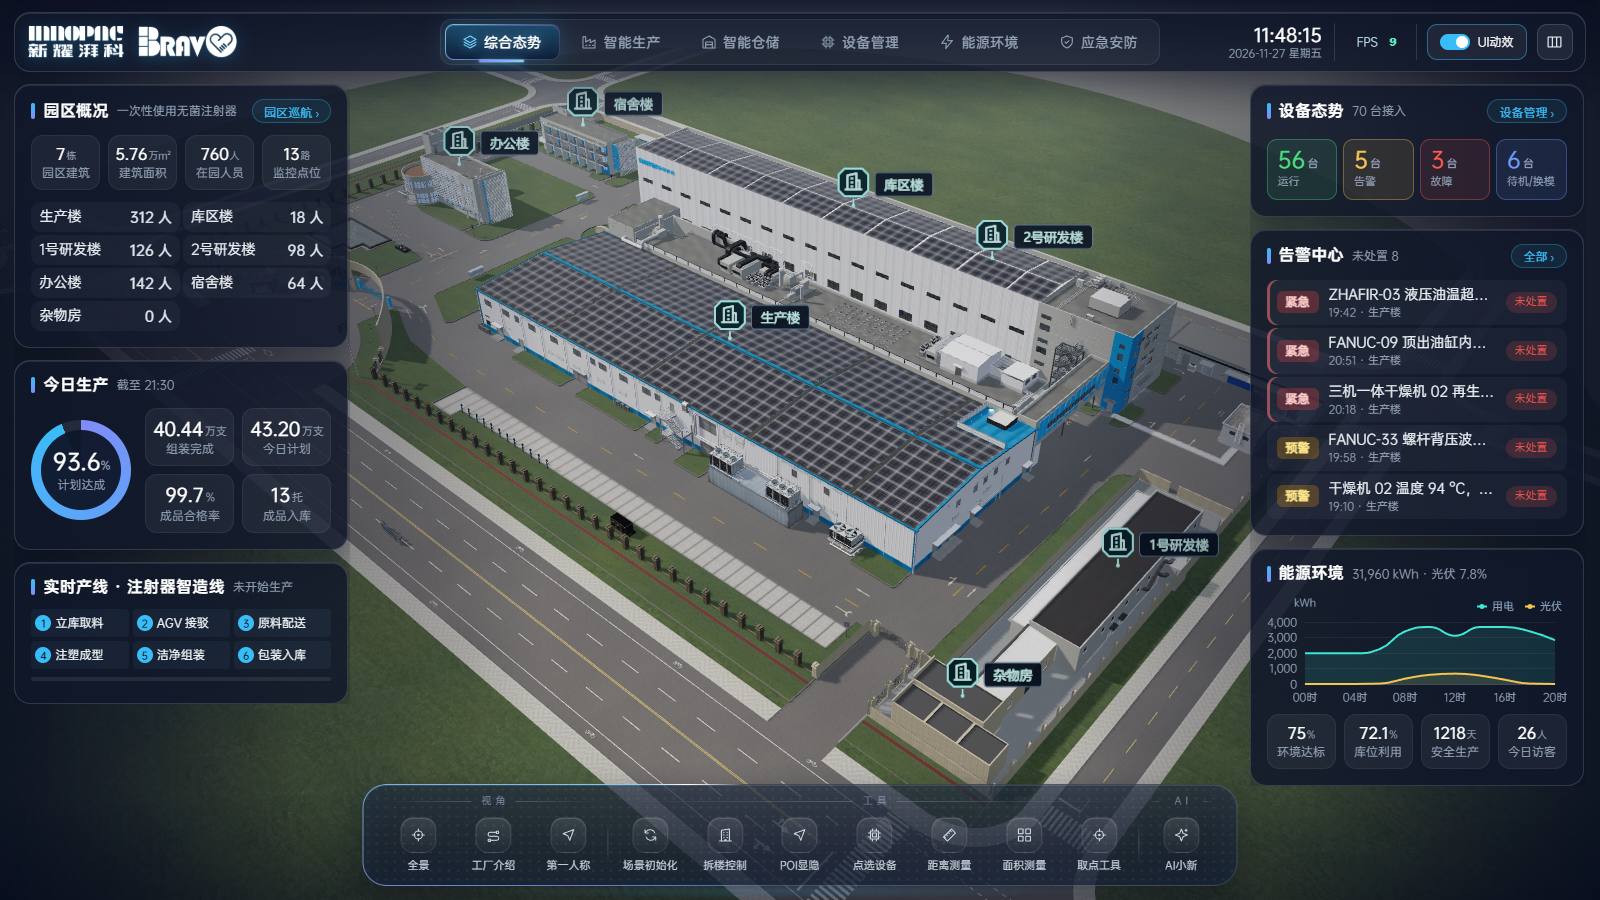 INNOPAC
新耀湃科
BRAV
综合态势
智能生产
智能仓储
设备管理
能源环境
应急安防
11:48:15
2026-11-27 星期五
FPS 9
UI动效
园区概况 一次性使用无菌注射器 园区巡航 ›
7栋
园区建筑
5.76万m²
建筑面积
760人
在园人员
13路
监控点位
生产楼 312 人
库区楼 18 人
1号研发楼 126 人
2号研发楼 98 人
办公楼 142 人
宿舍楼 64 人
杂物房 0 人
今日生产 截至 21:30
93.6%
计划达成
40.44万支
组装完成
43.20万支
今日计划
99.7%
成品合格率
13托
成品入库
实时产线 · 注射器智造线 未开始生产
1 立库取料
2 AGV 接驳
3 原料配送
4 注塑成型
5 洁净组装
6 包装入库
宿舍楼
办公楼
库区楼
2号研发楼
生产楼
1号研发楼
杂物房
设备态势 70 台接入 设备管理 ›
56台
运行
5台
告警
3台
故障
6台
待机/换模
告警中心 未处置 8 全部 ›
紧急 ZHAFIR-03 液压油温超... 未处置
19:42 · 生产楼
紧急 FANUC-09 顶出油缸内... 未处置
20:51 · 生产楼
紧急 三机一体干燥机 02 再生... 未处置
20:18 · 生产楼
预警 FANUC-33 螺杆背压波... 未处置
19:58 · 生产楼
预警 干燥机 02 温度 94 ℃，... 未处置
19:10 · 生产楼
能源环境 31,960 kWh · 光伏 7.8%
kWh
用电 光伏
4,000
3,000
2,000
1,000
0
00时 04时 08时 12时 16时 20时
75%
环境达标
72.1%
库位利用
1218天
安全生产
26人
今日访客
视角
工具
AI
全景
工厂介绍
第一人称
场景初始化
拆楼控制
POI显隐
点选设备
距离测量
面积测量
取点工具
AI小新